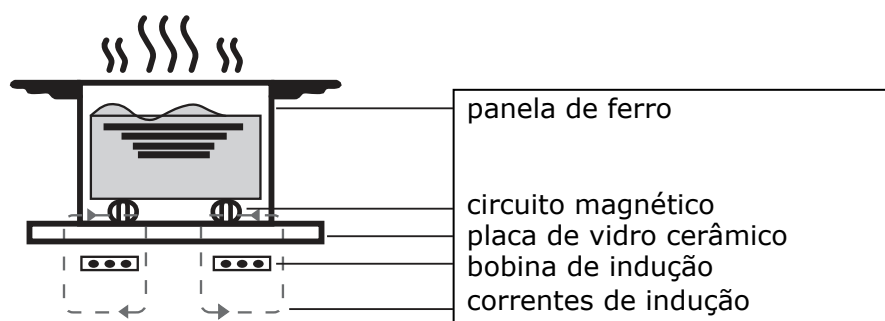 panela de ferro
circuito magnético
placa de vidro cerâmico
bobina de indução
correntes de indução